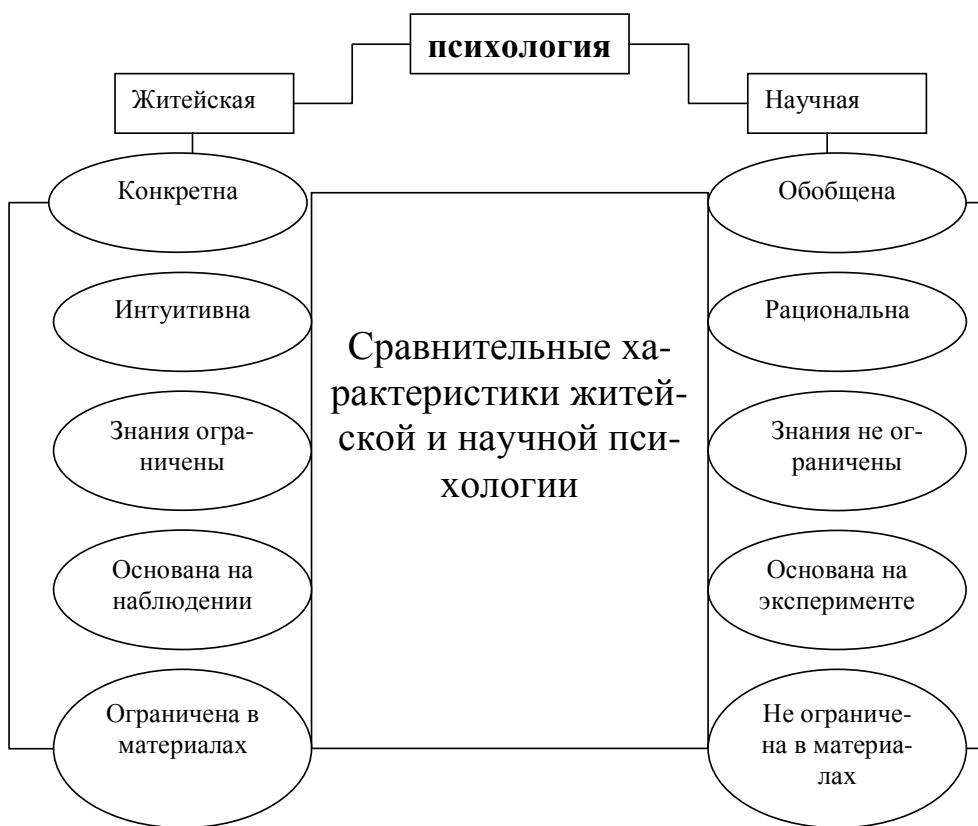 психология
Житейская
Научная
Конкретна
Обобщена
Интуитивна
Рациональна
Сравнительные ха-
рактеристики житей-
ской и научной пси-
хологии
Знания огра-
ничены
Знания не ог-
раничены
Основана на
наблюдении
Основана на
эксперименте
Ограничена в
материалах
Не ограниче-
на в материа-
лах